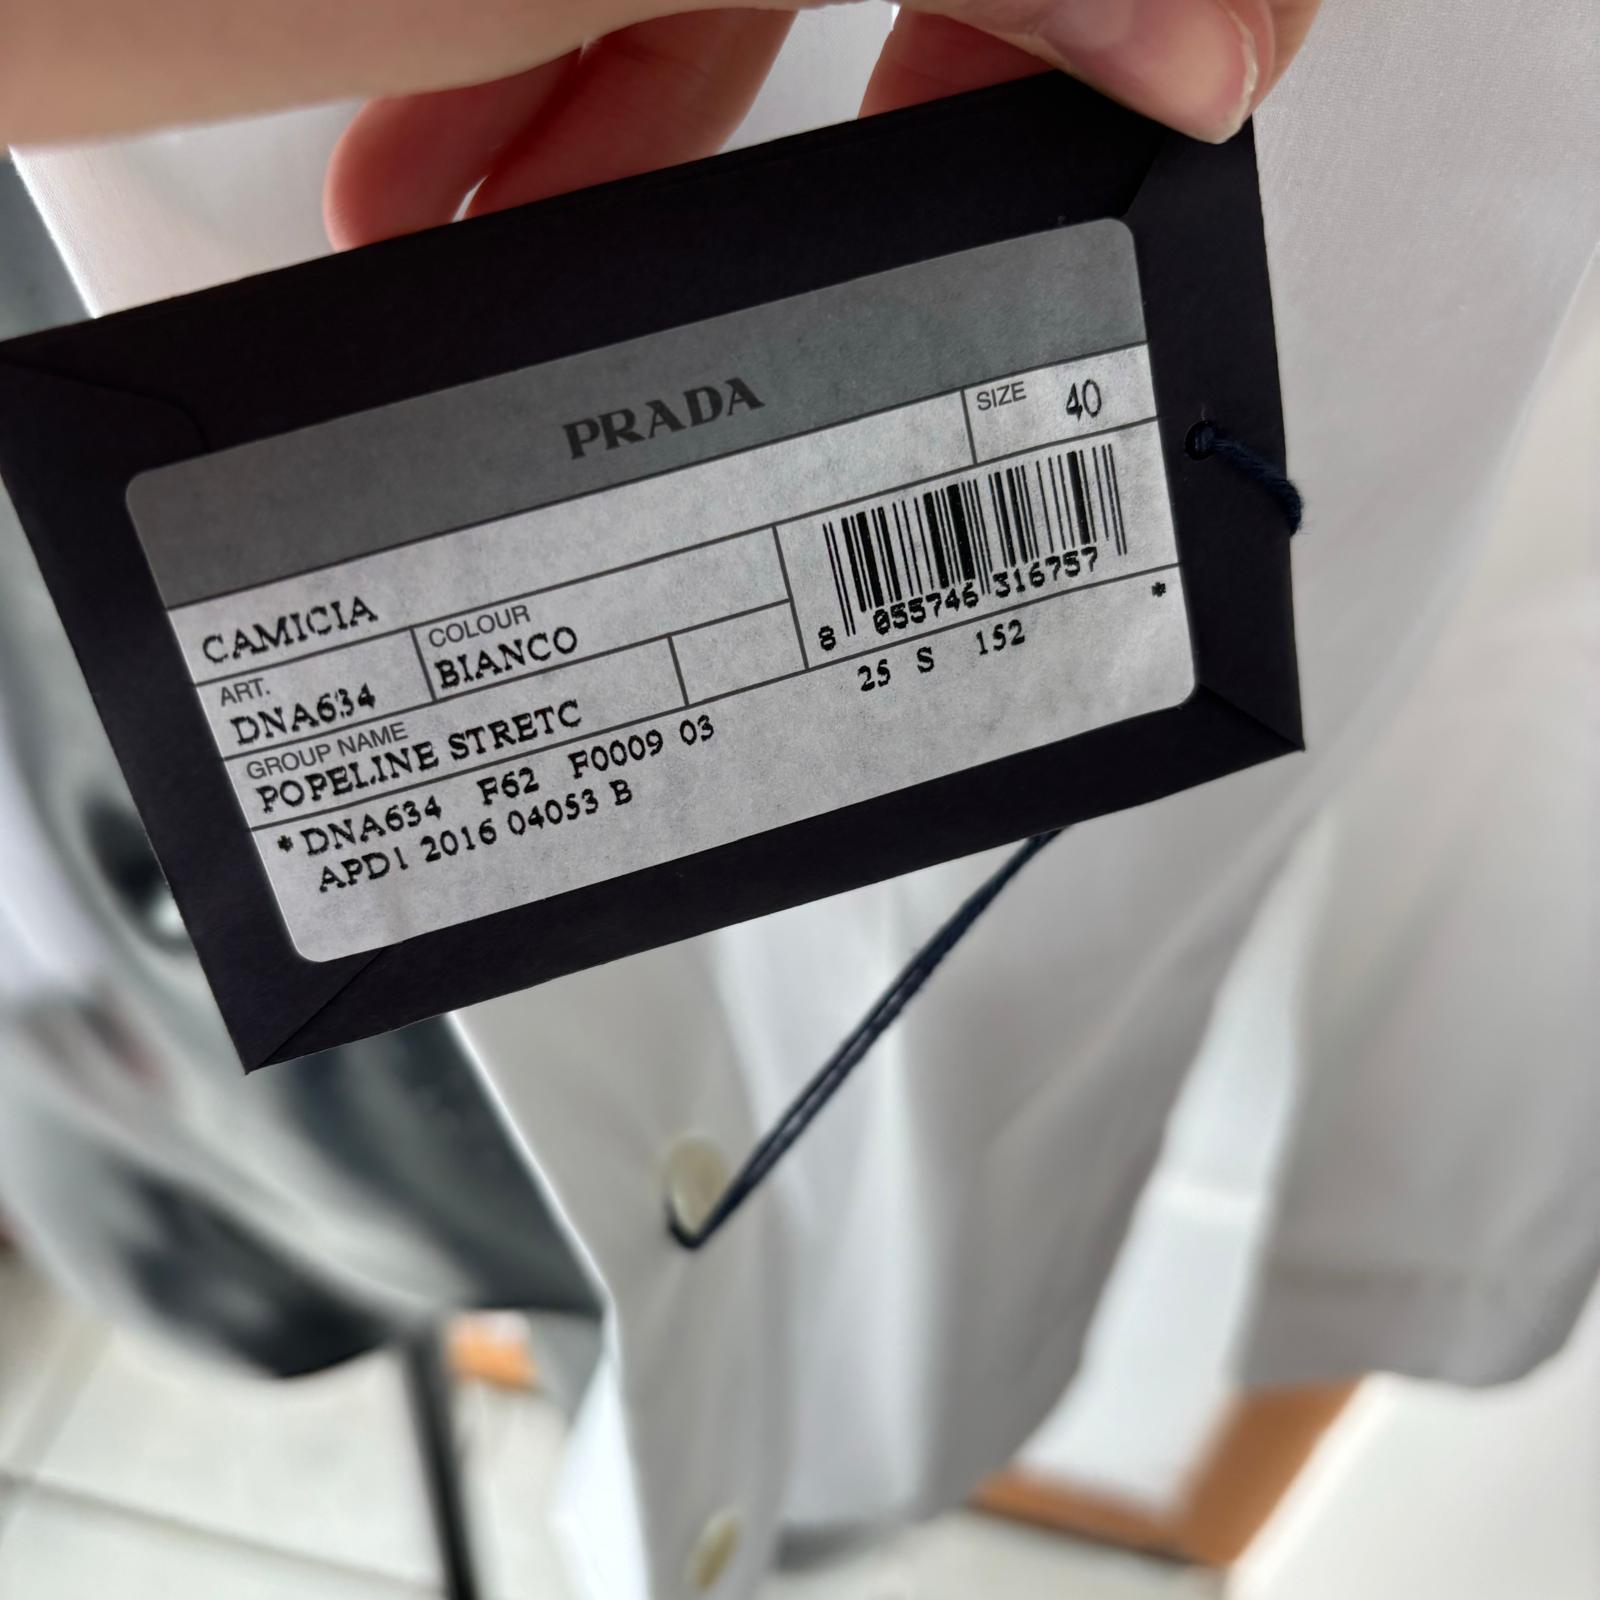 PRADA
SIZE 40
CAMICIA
8 055746 316757
ART. DNA634
COLOUR BIANCO
GROUP NAME
POPELINE STRETC
*DNA634 F62 F0009 03 25 S 152 *
APD1 2016 04053 B